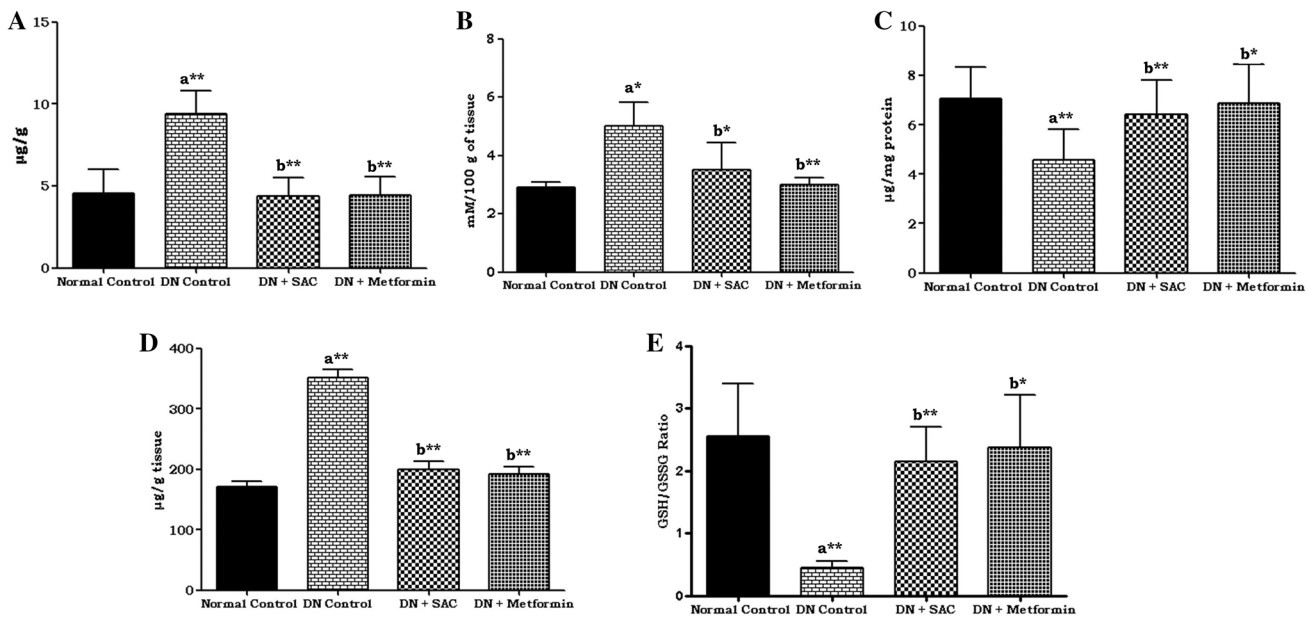 A
15
10
5
0
µg/g
a**
b**
b**
Normal Control DN Control DN + SAC DN + Metformin
B
8
6
4
2
0
mM/100 g of tissue
a*
b*
b**
Normal Control DN Control DN + SAC DN + Metformin
C
10
8
6
4
2
0
µg/mg protein
a**
b**
b*
Normal Control DN Control DN + SAC DN + Metformin
D
400
300
200
100
0
µg/g tissue
a**
b**
b**
Normal Control DN Control DN + SAC DN + Metformin
E
4
3
2
1
0
GSH/GSSG Ratio
a**
b**
b*
Normal Control DN Control DN + SAC DN + Metformin